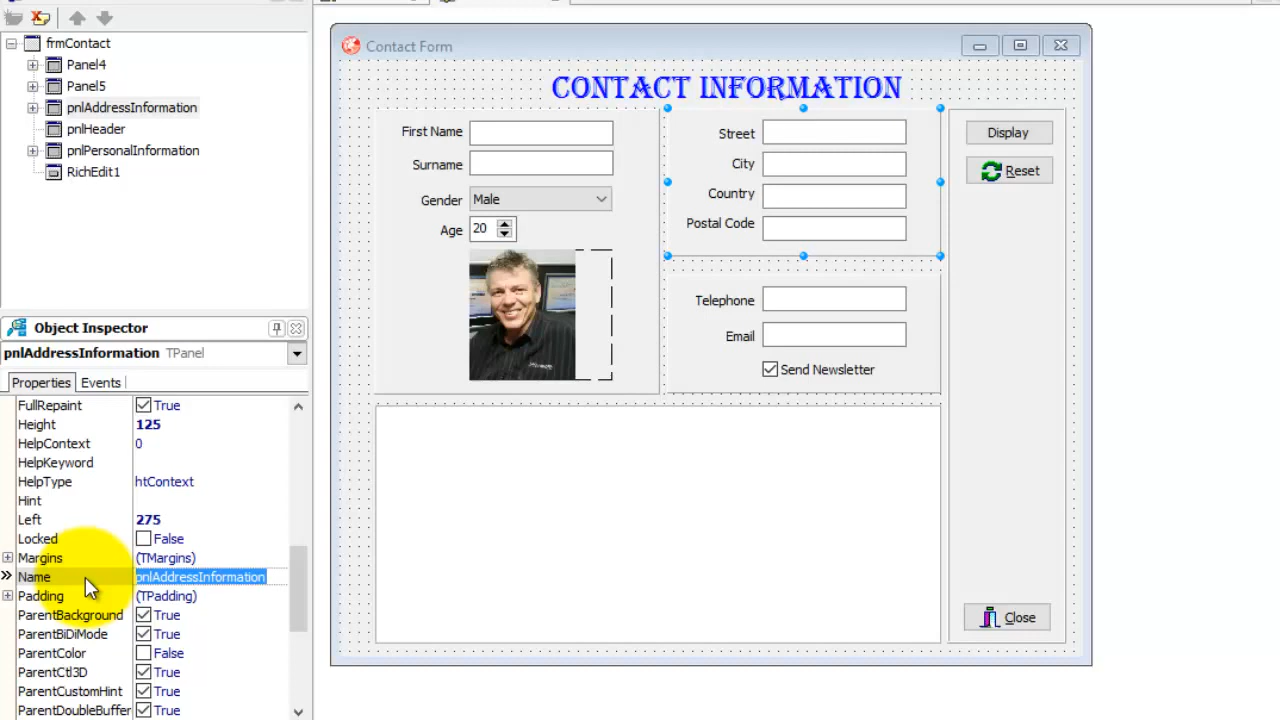 frmContact
Panel4
Panel5
pnlAddressInformation
pnlHeader
pnlPersonalInformation
RichEdit1
Object Inspector
pnlAddressInformation TPanel
Properties Events
FullRepaint True
Height 125
HelpContext 0
HelpKeyword
HelpType htContext
Hint
Left 275
Locked False
Margins (TMargins)
Name pnlAddressInformation
Padding (TPadding)
ParentBackground True
ParentBiDiMode True
ParentColor False
ParentCtl3D True
ParentCustomHint True
ParentDoubleBuffer True
Contact Form
CONTACT INFORMATION
First Name
Surname
Gender Male
Age 20
Street
City
Country
Postal Code
Telephone
Email
Send Newsletter
Display
Reset
Close